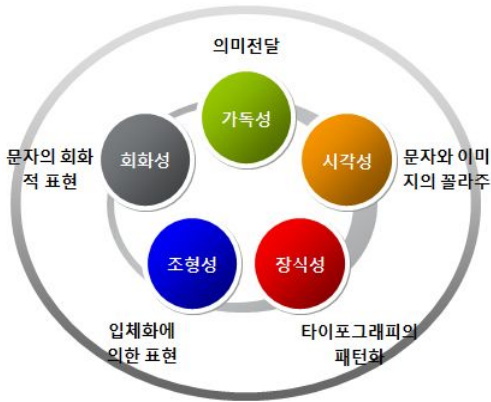 의미전달
가독성
문자의 회화
적 표현
회화성
시각성
문자와 이미
지의 꼴라주
조형성
장식성
입체화에
의한 표현
타이포그래피의
패턴화